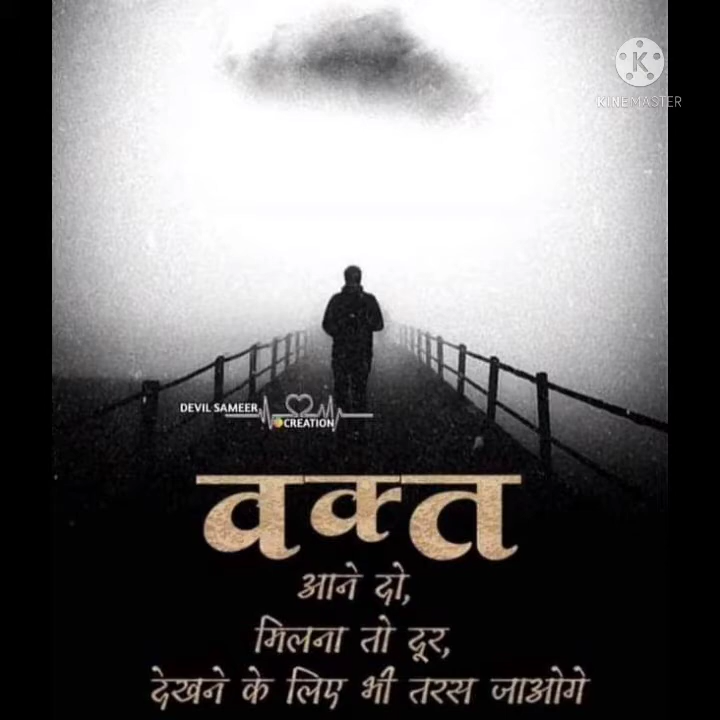 KINEMASTER
DEVIL SAMEER
CREATION
वक्त
आने दो,
मिलना तो दूर,
देखने के लिए भी तरस जाओगे